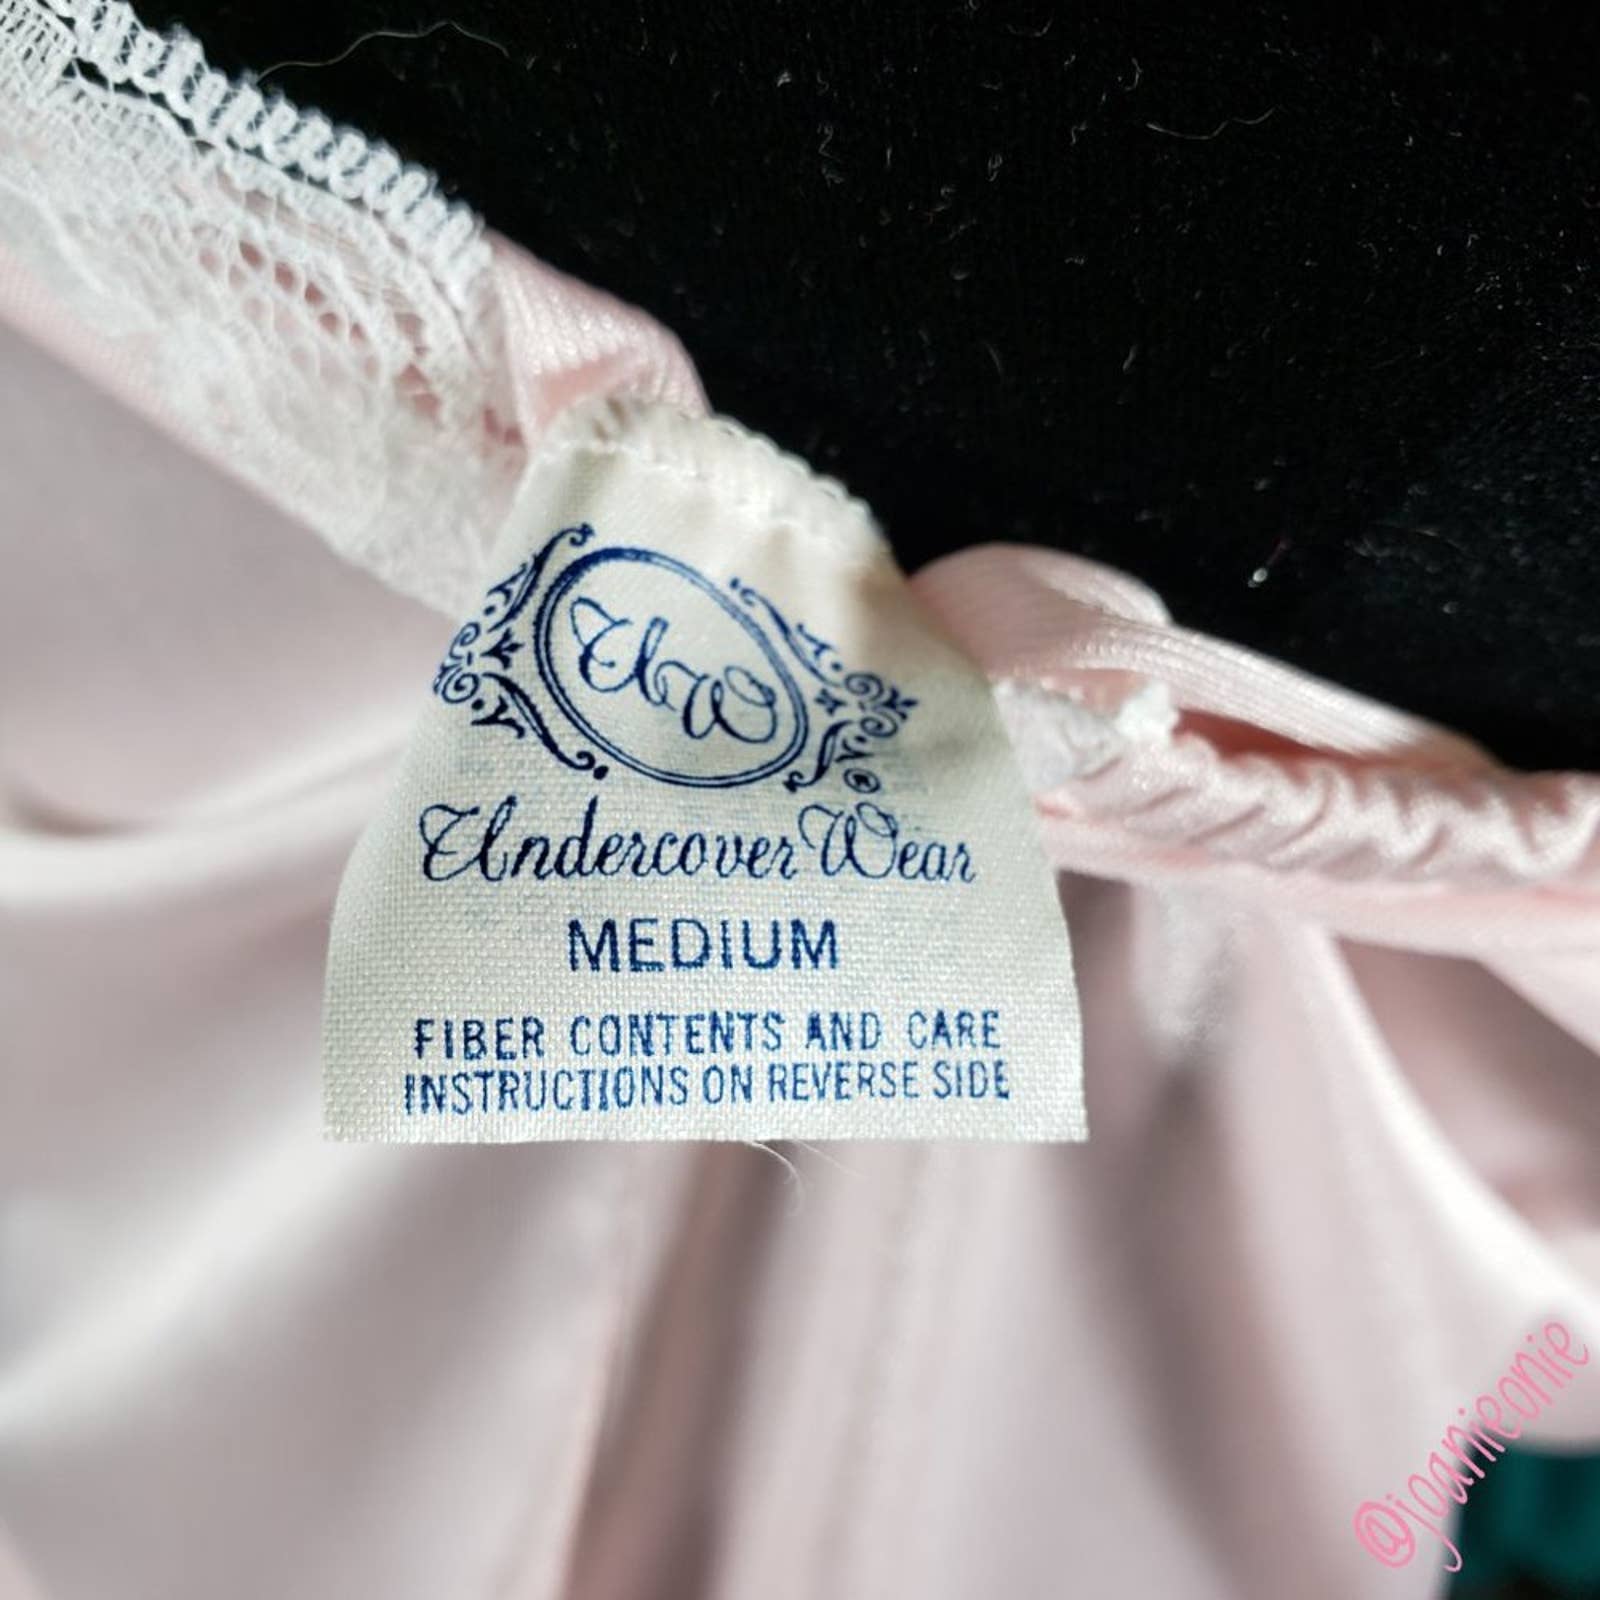 UW
®
Undercover Wear
MEDIUM
FIBER CONTENTS AND CARE
INSTRUCTIONS ON REVERSE SIDE
@joanieonie